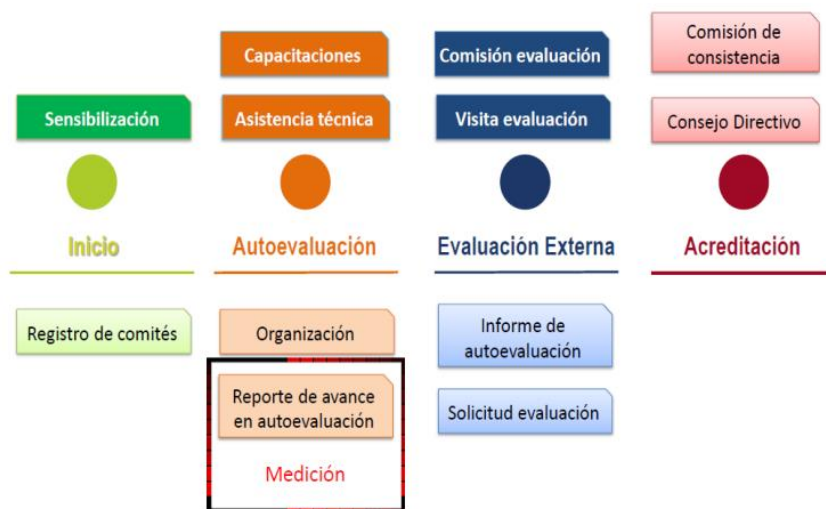 Capacitaciones
Comisión evaluación
Comisión de
consistencia
Sensibilización
Asistencia técnica
Visita evaluación
Consejo Directivo
Inicio
Autoevaluación
Evaluación Externa
Acreditación
Registro de comités
Organización
Informe de
autoevaluación
Reporte de avance
en autoevaluación
Solicitud evaluación
Medición